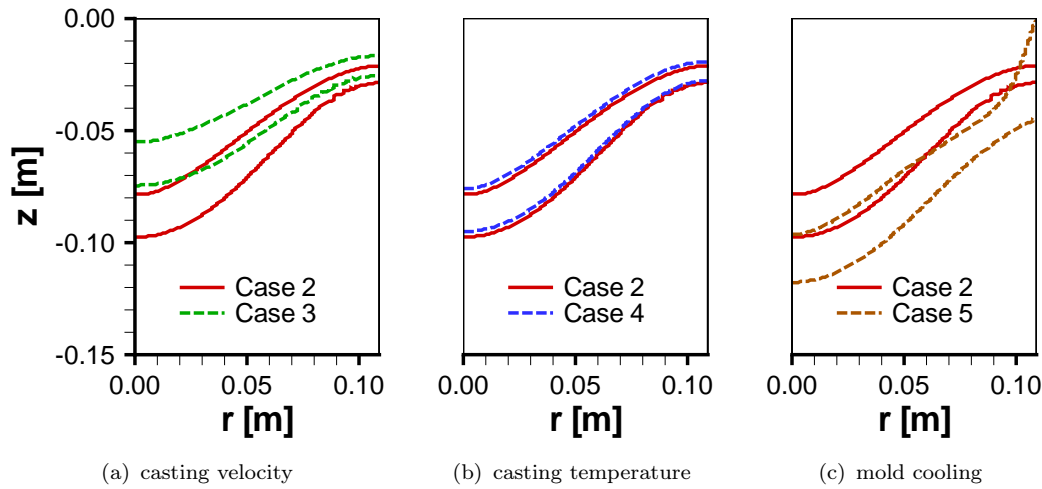 0.00
-0.05
-0.10
-0.15
z [m]
Case 2
Case 3
0.00 0.05 0.10
r [m]
(a) casting velocity
Case 2
Case 4
0.00 0.05 0.10
r [m]
(b) casting temperature
Case 2
Case 5
0.00 0.05 0.10
r [m]
(c) mold cooling